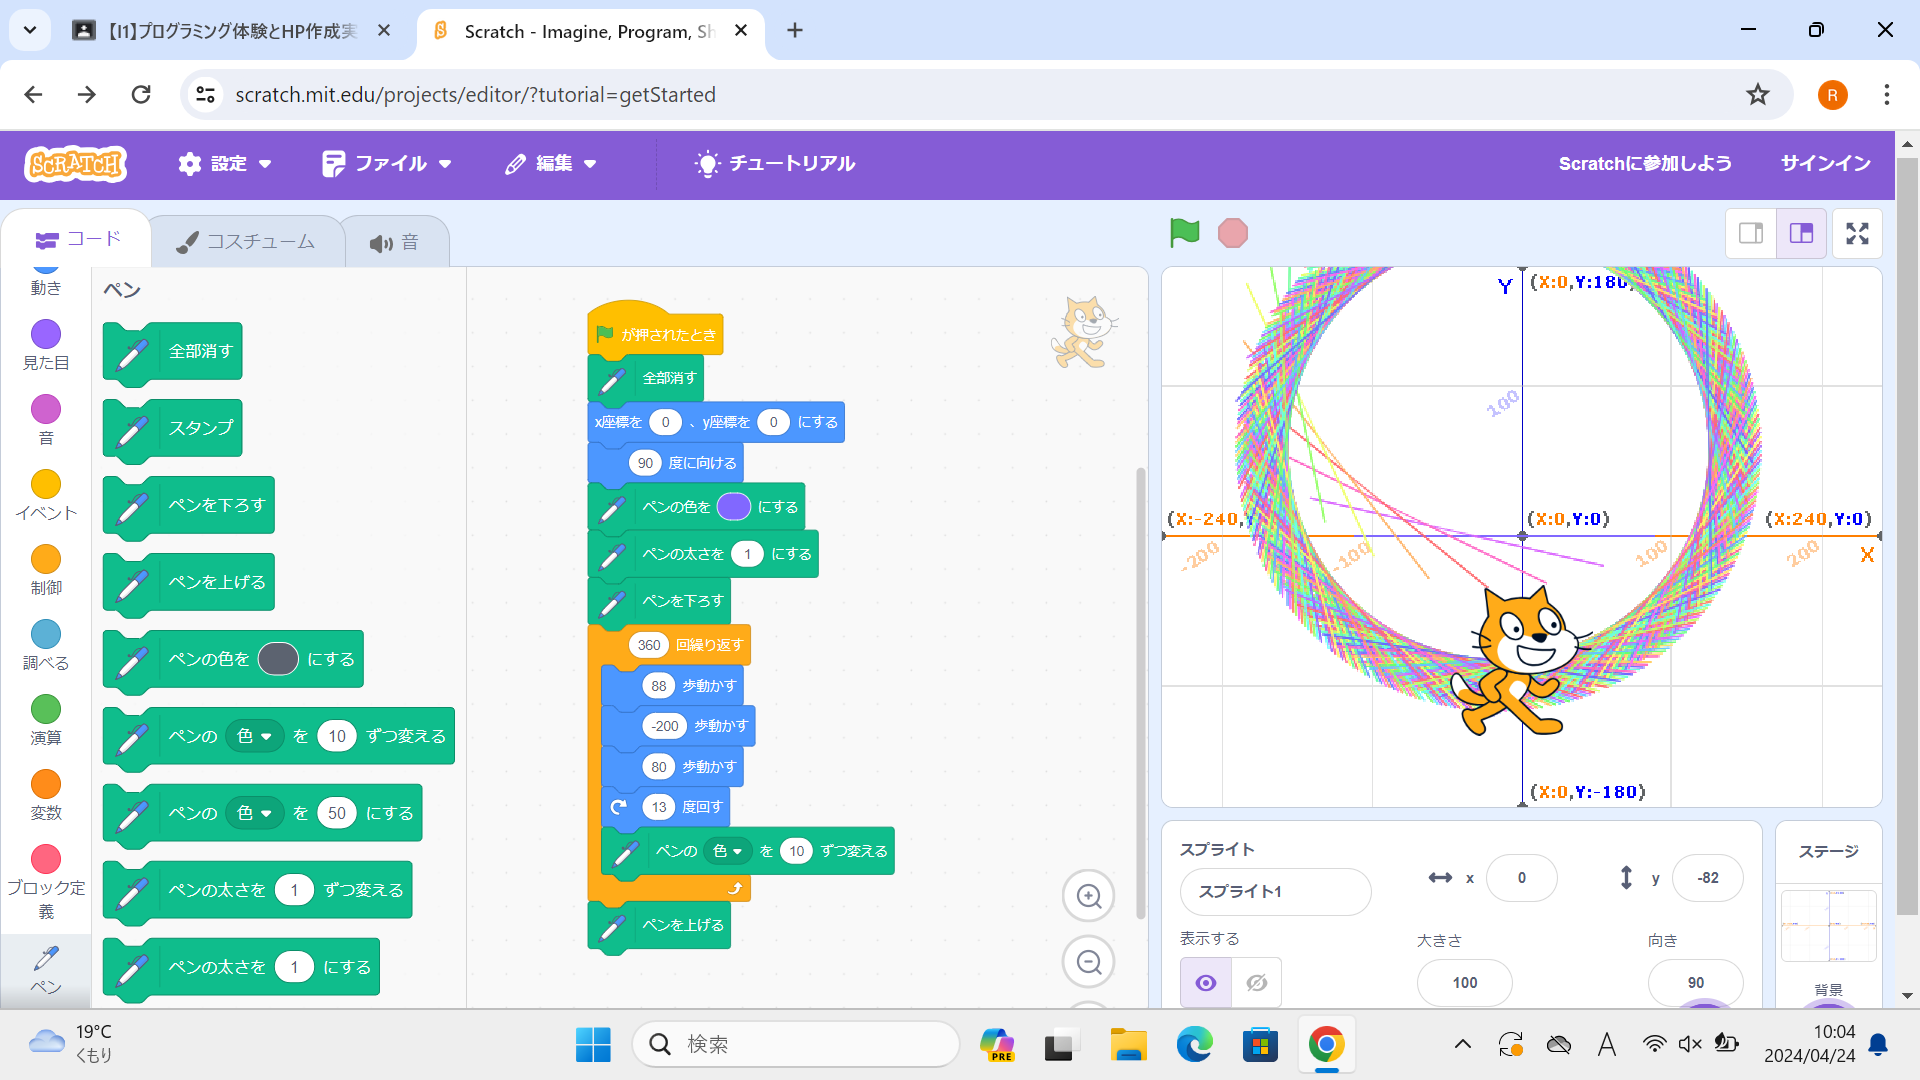 【I1】プログラミング体験とHP作成実
Scratch - Imagine, Program, Sh
scratch.mit.edu/projects/editor/?tutorial=getStarted
R
SCRATCH
設定
ファイル
編集
チュートリアル
Scratchに参加しよう
サインイン
コード
コスチューム
音
動き
見た目
音
イベント
制御
調べる
演算
変数
ブロック定義
ペン
ペン
全部消す
スタンプ
ペンを下ろす
ペンを上げる
ペンの色を にする
ペンの 色 を 10 ずつ変える
ペンの 色 を 50 にする
ペンの太さを 1 ずつ変える
ペンの太さを 1 にする
が押されたとき
全部消す
x座標を 0 、y座標を 0 にする
90 度に向ける
ペンの色を にする
ペンの太さを 1 にする
ペンを下ろす
360 回繰り返す
88 歩動かす
-200 歩動かす
80 歩動かす
13 度回す
ペンの 色 を 10 ずつ変える
ペンを上げる
Y
(X:0,Y:180)
100
(X:-240,Y
(X:0,Y:0)
(X:240,Y:0)
-200
-100
100
200
X
(X:0,Y:-180)
スプライト
スプライト1
x 0
y -82
表示する
大きさ
100
向き
90
ステージ
背景
19°C
くもり
検索
PRE
A
10:04
2024/04/24